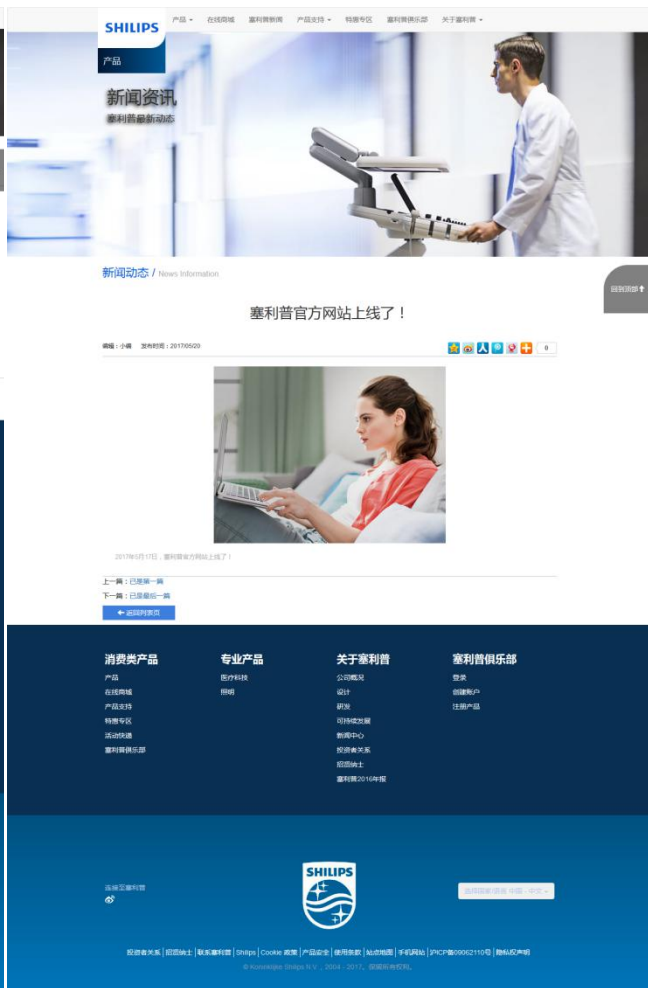 SHILIPS
产品 在线商城 塞利普新闻 产品支持 特惠专区 塞利普俱乐部 关于塞利普
产品
新闻资讯
塞利普最新动态
新闻动态 / News Information
回到顶部
塞利普官方网站上线了！
编辑：小编 发布时间：2017/05/20
0
2017年5月17日，塞利普官方网站上线了！
上一篇：已是第一篇
下一篇：已是最后一篇
返回列表页
消费类产品 专业产品 关于塞利普 塞利普俱乐部
产品 医疗科技 公司概况 登录
在线商城 照明 设计 创建账户
产品支持 研发 注册产品
特惠专区 可持续发展
活动快递 新闻中心
塞利普俱乐部 投资者关系
招贤纳士
塞利普2016年报
SHILIPS
连接至塞利普
选择国家/语言 中国 - 中文
投资者关系 | 招贤纳士 | 联系塞利普 | Shilips | Cookie 政策 | 产品安全 | 使用条款 | 站点地图 | 手机网站 | 沪ICP备09062110号 | 隐私权声明
© Koninklijke Shilips N.V., 2004 - 2017。保留所有权利。